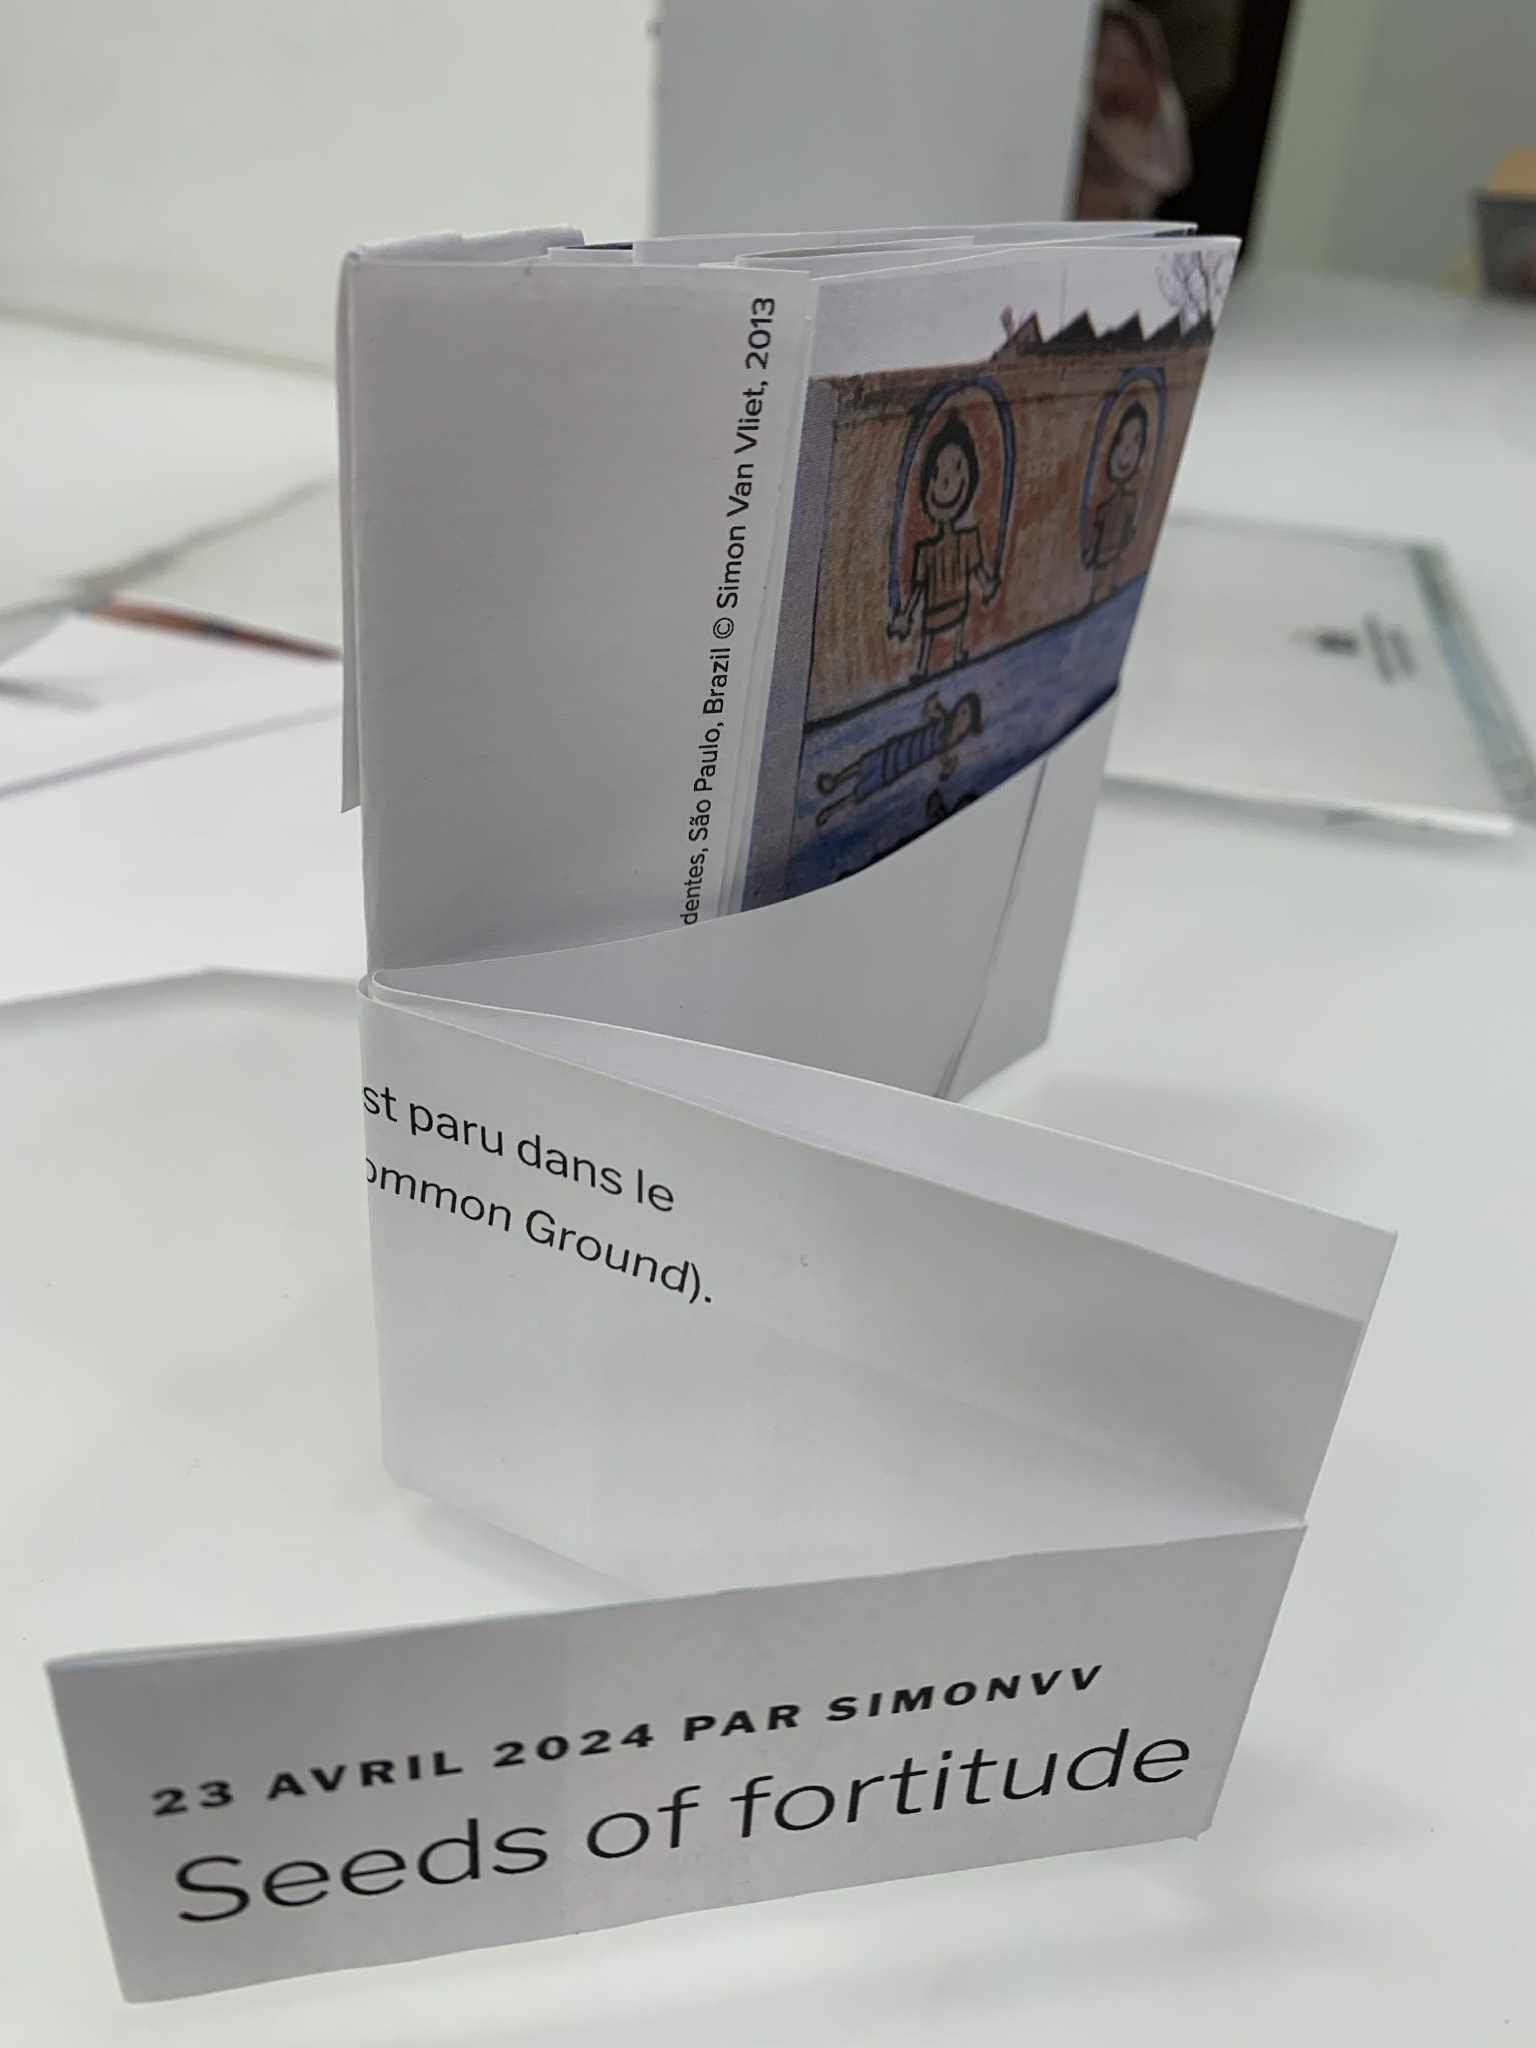 dentes, São Paulo, Brazil © Simon Van Vliet, 2013
st paru dans le
ommon Ground).
23 AVRIL 2024 PAR SIMONVV
Seeds of fortitude